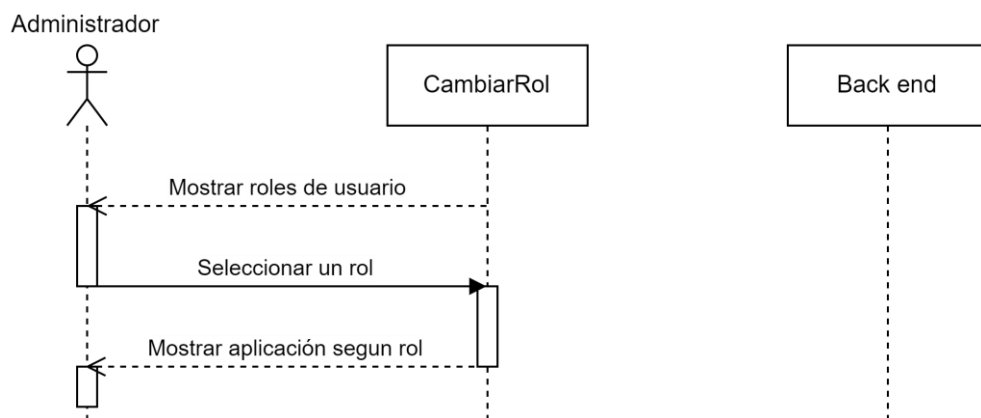 Administrador
CambiarRol
Back end
Mostrar roles de usuario
Seleccionar un rol
Mostrar aplicación segun rol